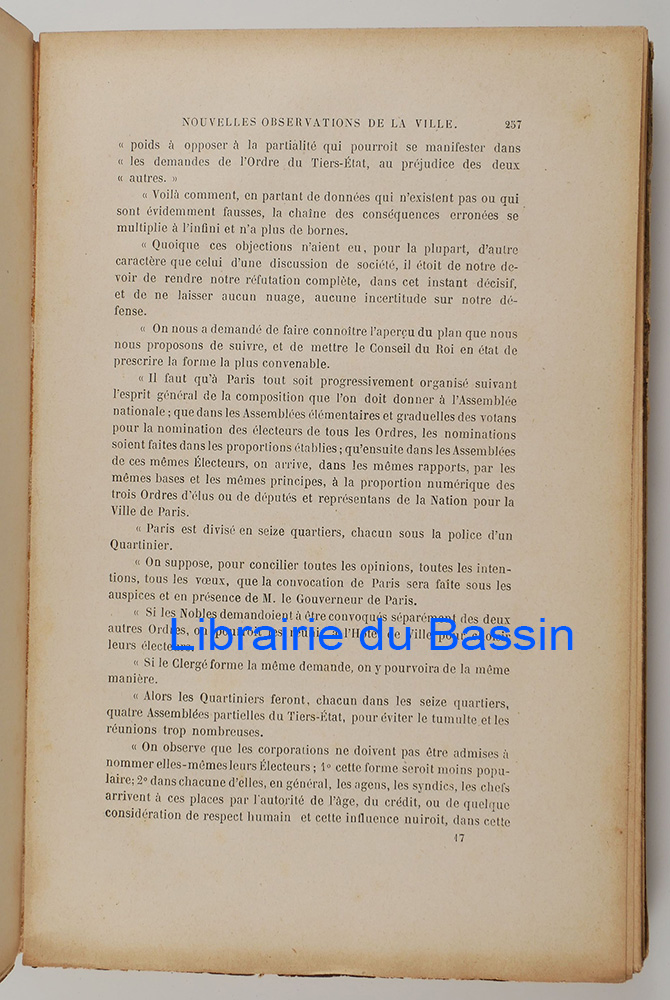 NOUVELLES OBSERVATIONS DE LA VILLE. 257
« poids à opposer à la partialité qui pourroit se manifester dans
« les demandes de l'Ordre du Tiers-État, au préjudice des deux
« autres. »
« Voilà comment, en partant de données qui n'existent pas ou qui
sont évidemment fausses, la chaîne des conséquences erronées se
multiplie à l'infini et n'a plus de bornes.
« Quoique ces objections n'aient eu, pour la plupart, d'autre
caractère que celui d'une discussion de société, il étoit de notre de-
voir de rendre notre réfutation complète, dans cet instant décisif,
et de ne laisser aucun nuage, aucune incertitude sur notre dé-
fense.
« On nous a demandé de faire connoître l'aperçu du plan que nous
nous proposons de suivre, et de mettre le Conseil du Roi en état de
prescrire la forme la plus convenable.
« Il faut qu'à Paris tout soit progressivement organisé suivant
l'esprit général de la composition que l'on doit donner à l'Assemblée
nationale ; que dans les Assemblées élémentaires et graduelles des votans
pour la nomination des électeurs de tous les Ordres, les nominations
soient faites dans les proportions établies ; qu'ensuite dans les Assemblées
de ces mêmes Électeurs, on arrive, dans les mêmes rapports, par les
mêmes bases et les mêmes principes, à la proportion numérique des
trois Ordres d'élus ou de députés et représentans de la Nation pour la
Ville de Paris.
« Paris est divisé en seize quartiers, chacun sous la police d'un
Quartinier.
« On suppose, pour concilier toutes les opinions, toutes les inten-
tions, tous les vœux, que la convocation de Paris sera faite sous les
auspices et en présence de M. le Gouverneur de Paris.
« Si les Nobles demandoient à être convoqués séparément des deux
autres Ordres, on pourroit les réunir à l'Hôtel de Ville pour choisir
leurs électeurs.
Librairie du Bassin
« Si le Clergé forme la même demande, on y pourvoira de la même
manière.
« Alors les Quartiniers feront, chacun dans les seize quartiers,
quatre Assemblées partielles du Tiers-État, pour éviter le tumulte et les
réunions trop nombreuses.
« On observe que les corporations ne doivent pas être admises à
nommer elles-mêmes leurs Électeurs ; 1° cette forme seroit moins popu-
laire; 2° dans chacune d'elles, en général, les agens, les syndics, les chefs
arrivent à ces places par l'autorité de l'âge, du crédit, ou de quelque
considération de respect humain et cette influence nuiroit, dans cette
17